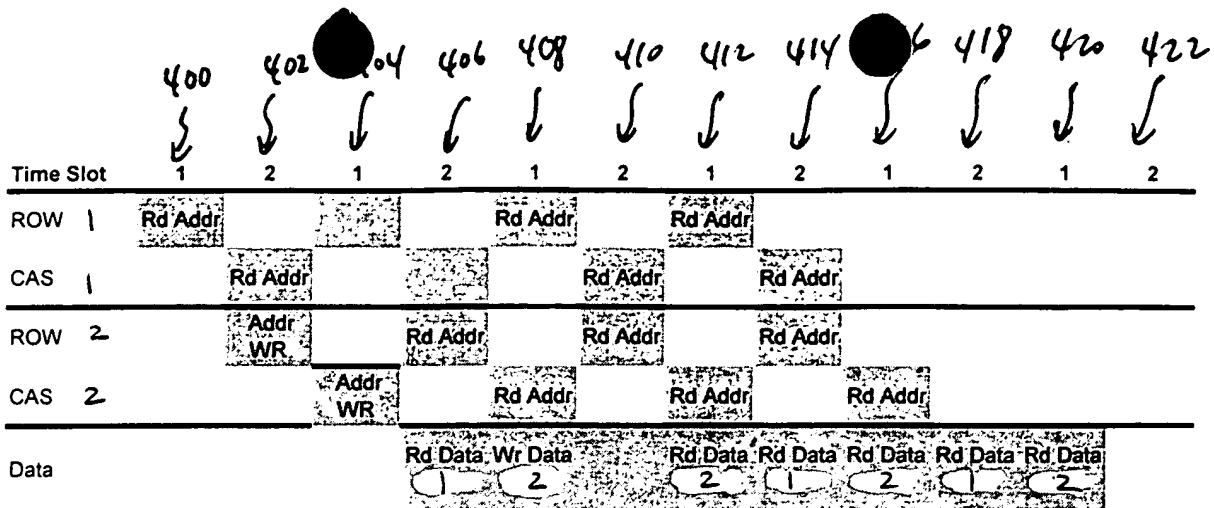 400 402 404 406 408 410 412 414 6 418 420 422
Time Slot 1 2 1 2 1 2 1 2 1 2 1 2
ROW 1 Rd Addr Rd Addr Rd Addr
CAS 1 Rd Addr Rd Addr Rd Addr
ROW 2 Addr WR Rd Addr Rd Addr Rd Addr
CAS 2 Addr WR Rd Addr Rd Addr Rd Addr
Data Rd Data Wr Data Rd Data Rd Data Rd Data Rd Data Rd Data
1 2 2 1 2 1 2